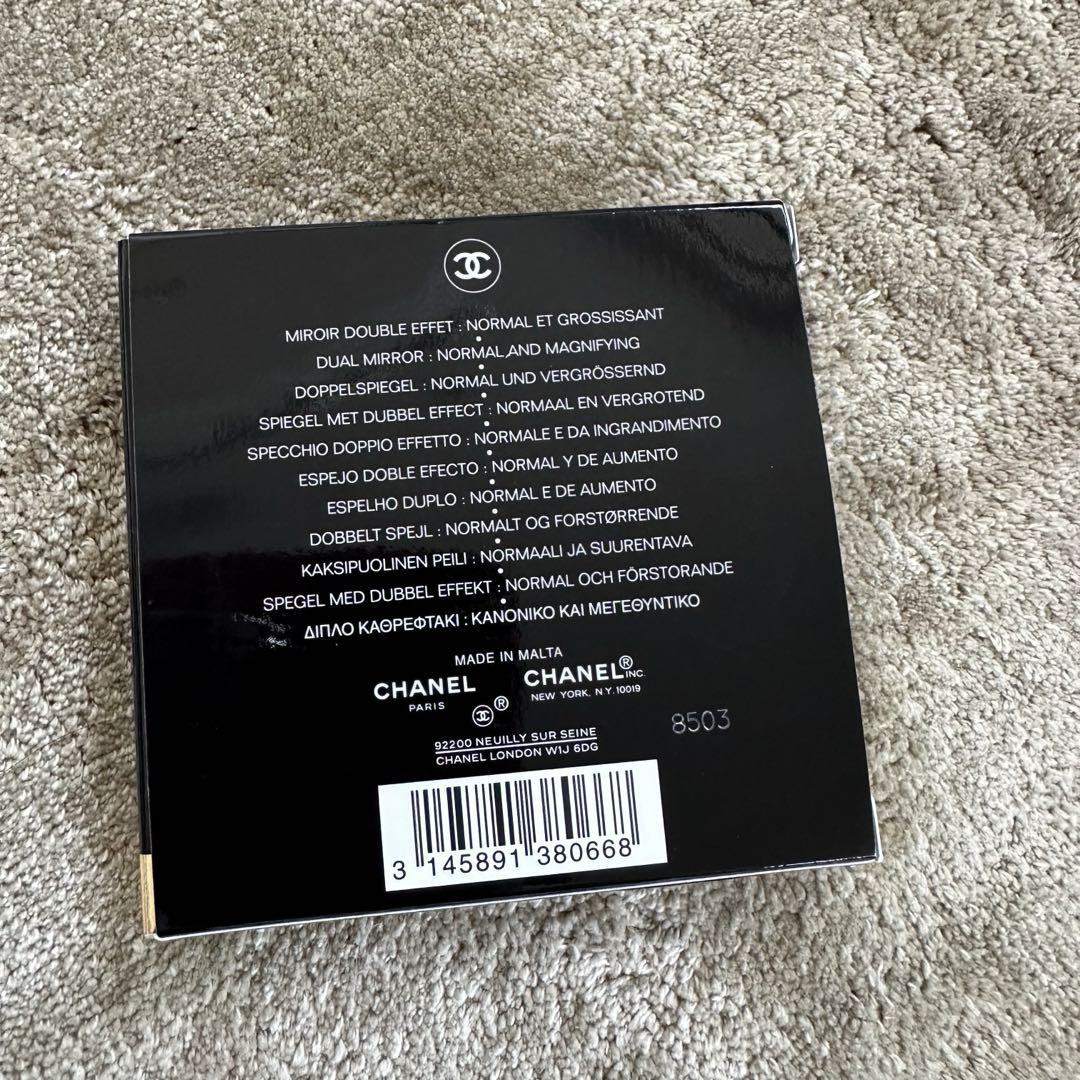 MIROIR DOUBLE EFFET : NORMAL ET GROSSISSANT
DUAL MIRROR : NORMAL AND MAGNIFYING
DOPPELSPIEGEL : NORMAL UND VERGRÖSSERND
SPIEGEL MET DUBBEL EFFECT : NORMAAL EN VERGROTEND
SPECCHIO DOPPIO EFFETTO : NORMALE E DA INGRANDIMENTO
ESPEJO DOBLE EFECTO : NORMAL Y DE AUMENTO
ESPELHO DUPLO : NORMAL E DE AUMENTO
DOBBELT SPEJL : NORMALT OG FORSTØRRENDE
KAKSIPUOLINEN PEILI : NORMAALI JA SUURENTAVA
SPEGEL MED DUBBEL EFFEKT : NORMAL OCH FÖRSTORANDE
ΔΙΠΛΟ ΚΑΘΡΕΦΤΑΚΙ : ΚΑΝΟΝΙΚΟ ΚΑΙ ΜΕΓΕΘΥΝΤΙΚΟ
MADE IN MALTA
CHANEL
PARIS
CHANEL® INC.
NEW YORK, N.Y. 10019
®
92200 NEUILLY SUR SEINE
CHANEL LONDON W1J 6DG
8503
3 145891 380668